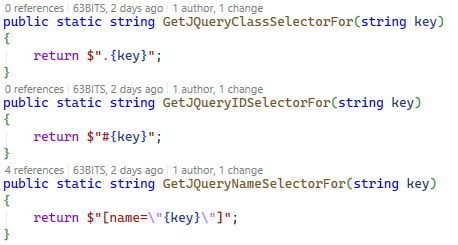 0 references | 63BITS, 2 days ago | 1 author, 1 change
public static string GetJQueryClassSelectorFor(string key)
{
    return $".{key}";
}
0 references | 63BITS, 2 days ago | 1 author, 1 change
public static string GetJQueryIDSelectorFor(string key)
{
    return $"#{key}";
}
4 references | 63BITS, 2 days ago | 1 author, 1 change
public static string GetJQueryNameSelectorFor(string key)
{
    return $"[name=\"{key}\"]";
}